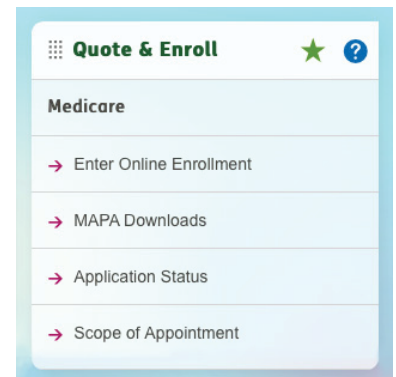 Quote & Enroll
Medicare
Enter Online Enrollment
MAPA Downloads
Application Status
Scope of Appointment